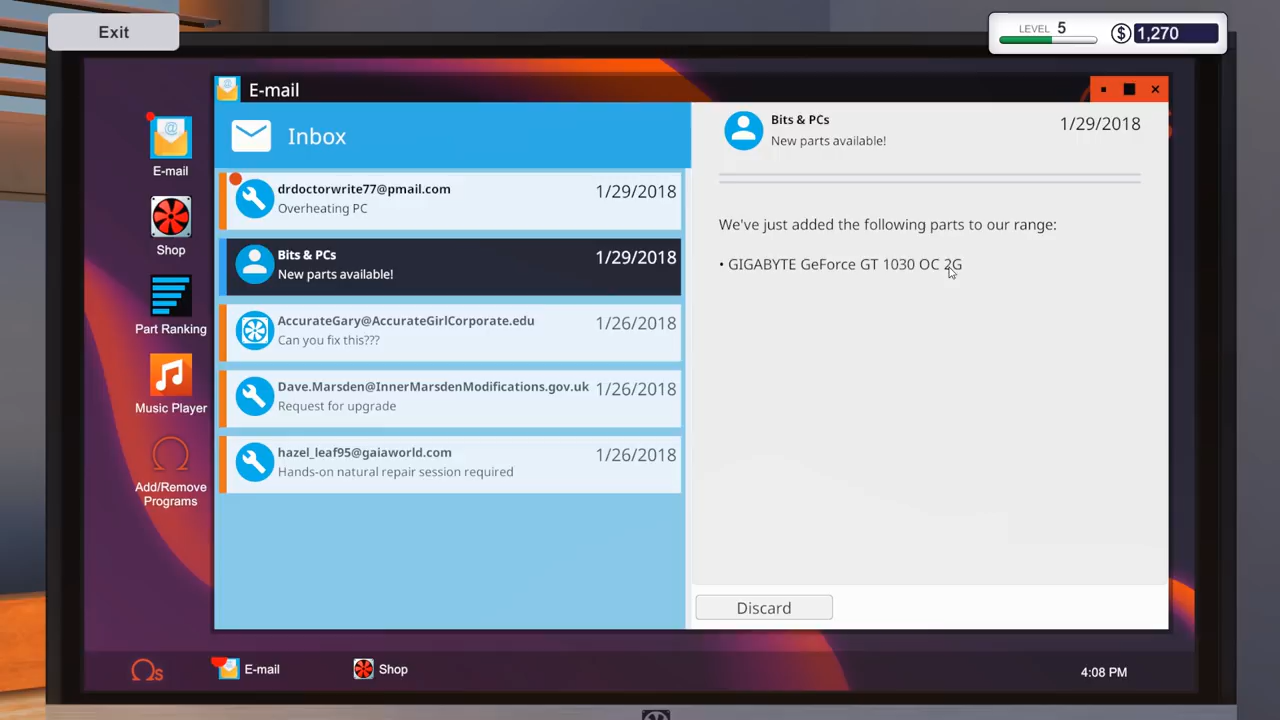 Exit
LEVEL 5
$ 1,270
E-mail
Inbox
drdoctorwrite77@pmail.com
1/29/2018
Overheating PC
Bits & PCs
1/29/2018
New parts available!
AccurateGary@AccurateGirlCorporate.edu
1/26/2018
Can you fix this???
Dave.Marsden@InnerMarsdenModifications.gov.uk
1/26/2018
Request for upgrade
hazel_leaf95@gaiaworld.com
1/26/2018
Hands-on natural repair session required
Bits & PCs
1/29/2018
New parts available!
We've just added the following parts to our range:
• GIGABYTE GeForce GT 1030 OC 2G
Discard
E-mail
Shop
Part Ranking
Music Player
Add/Remove
Programs
Ωs
E-mail
Shop
4:08 PM